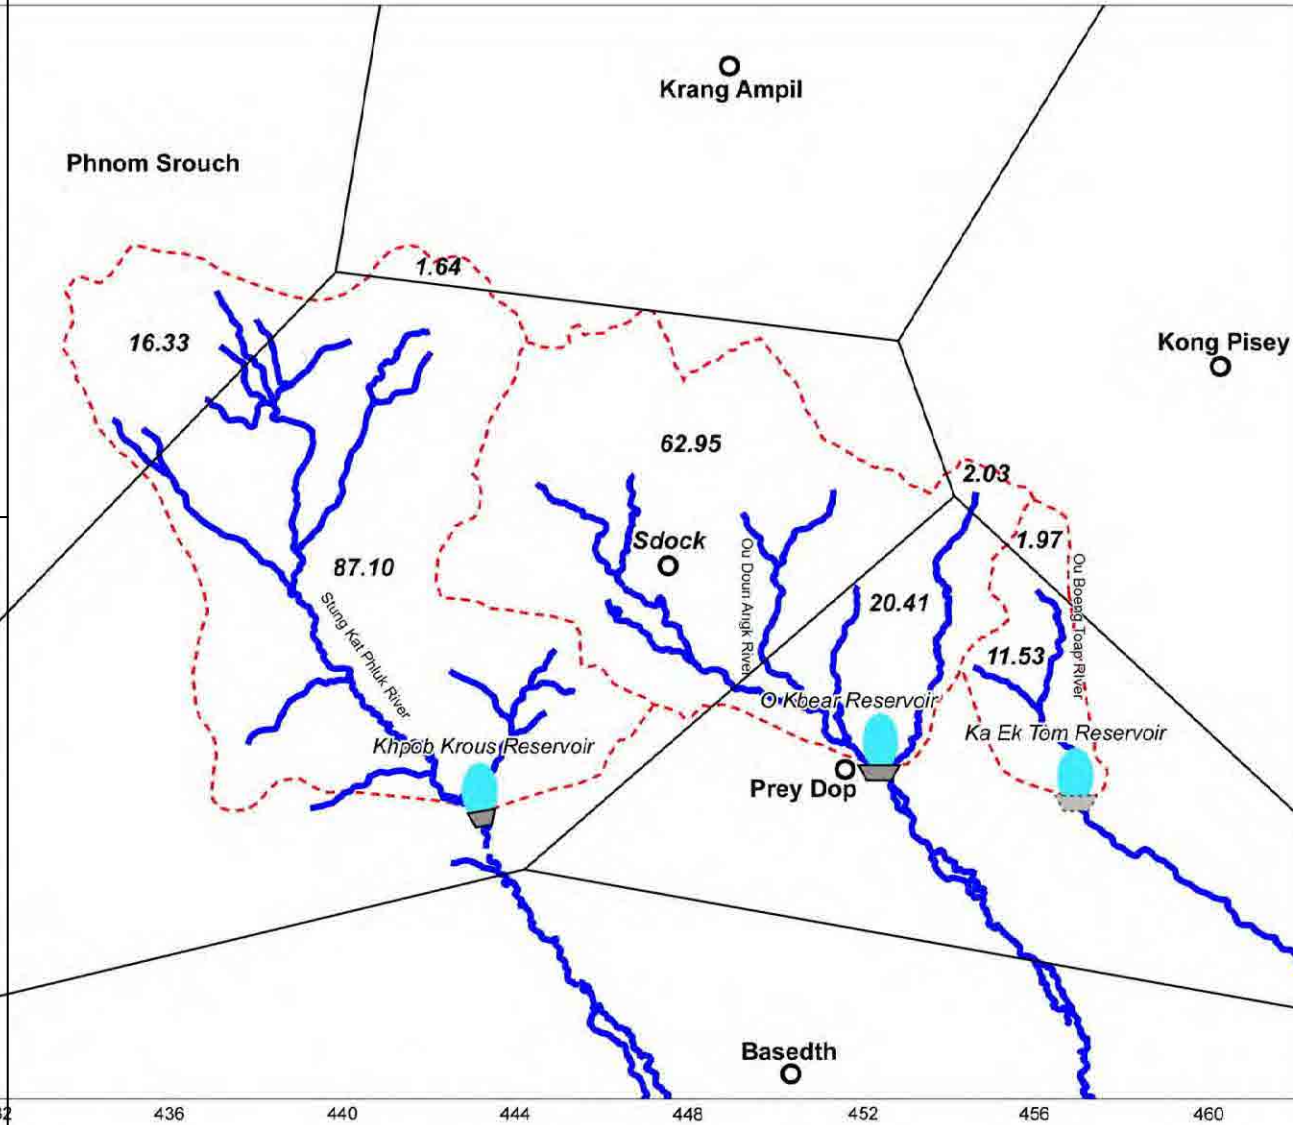 Krang Ampil
Phnom Srouch
1.64
16.33
Kong Pisey
62.95
2.03
1.97
Sdock
87.10
20.41
11.53
Stung Kat Phluk River
Ou Doun Angk River
Ou Boeng Toap River
O Kbear Reservoir
Khpob Krous Reservoir
Ka Ek Tom Reservoir
Prey Dop
Basedth
436 440 444 448 452 456 460